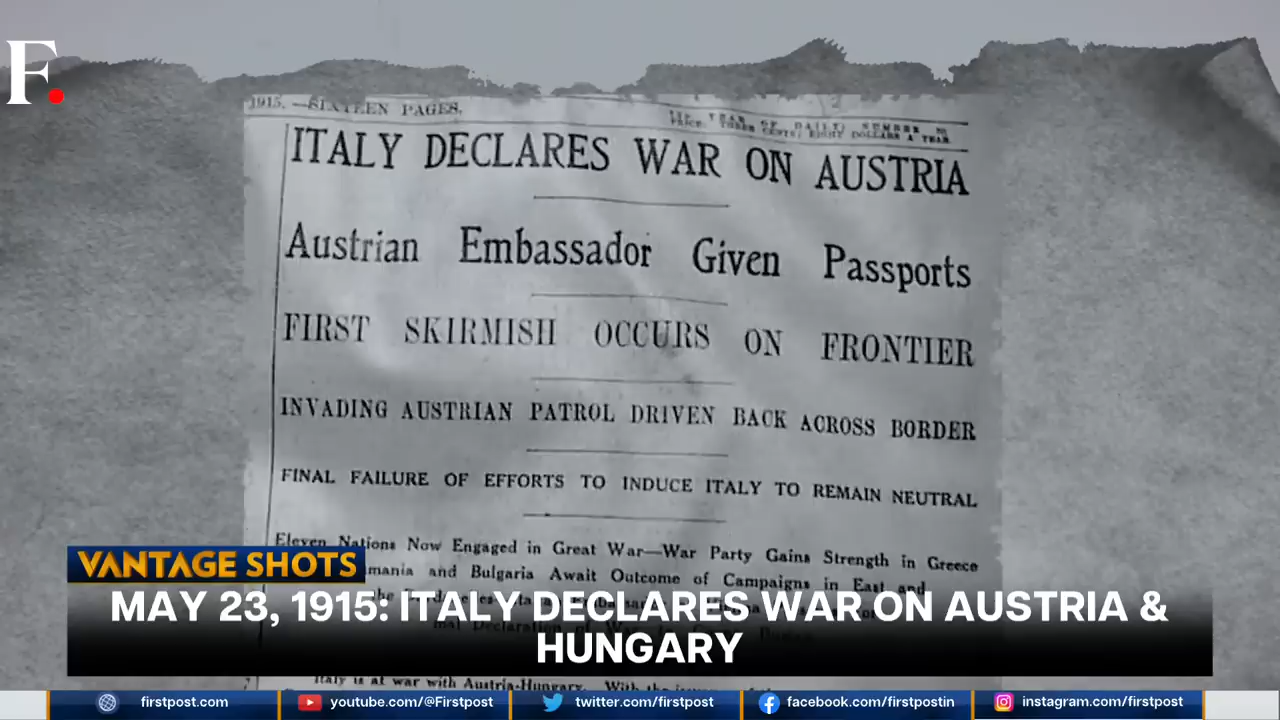 F.
1915. —SIXTEEN PAGES.
ITALY DECLARES WAR ON AUSTRIA
Austrian Embassador Given Passports
FIRST SKIRMISH OCCURS ON FRONTIER
INVADING AUSTRIAN PATROL DRIVEN BACK ACROSS BORDER
FINAL FAILURE OF EFFORTS TO INDUCE ITALY TO REMAIN NEUTRAL
Eleven Nations Now Engaged in Great War—War Party Gains Strength in Greece
and Bulgaria Await Outcome of Campaigns in East and
VANTAGE SHOTS
MAY 23, 1915: ITALY DECLARES WAR ON AUSTRIA &
HUNGARY
Italy is at war with Austria-Hungary. With the
firstpost.com youtube.com/@Firstpost twitter.com/firstpost facebook.com/firstpostin instagram.com/firstpost